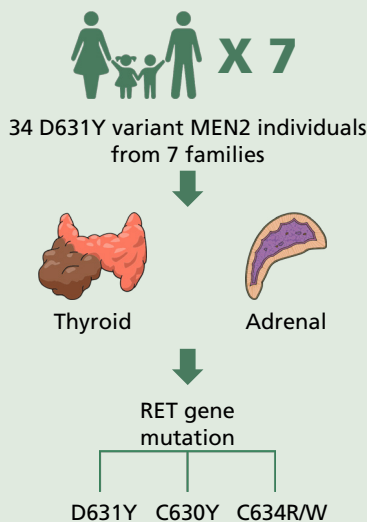 X 7
34 D631Y variant MEN2 individuals
from 7 families
Thyroid Adrenal
RET gene
mutation
D631Y C630Y C634R/W